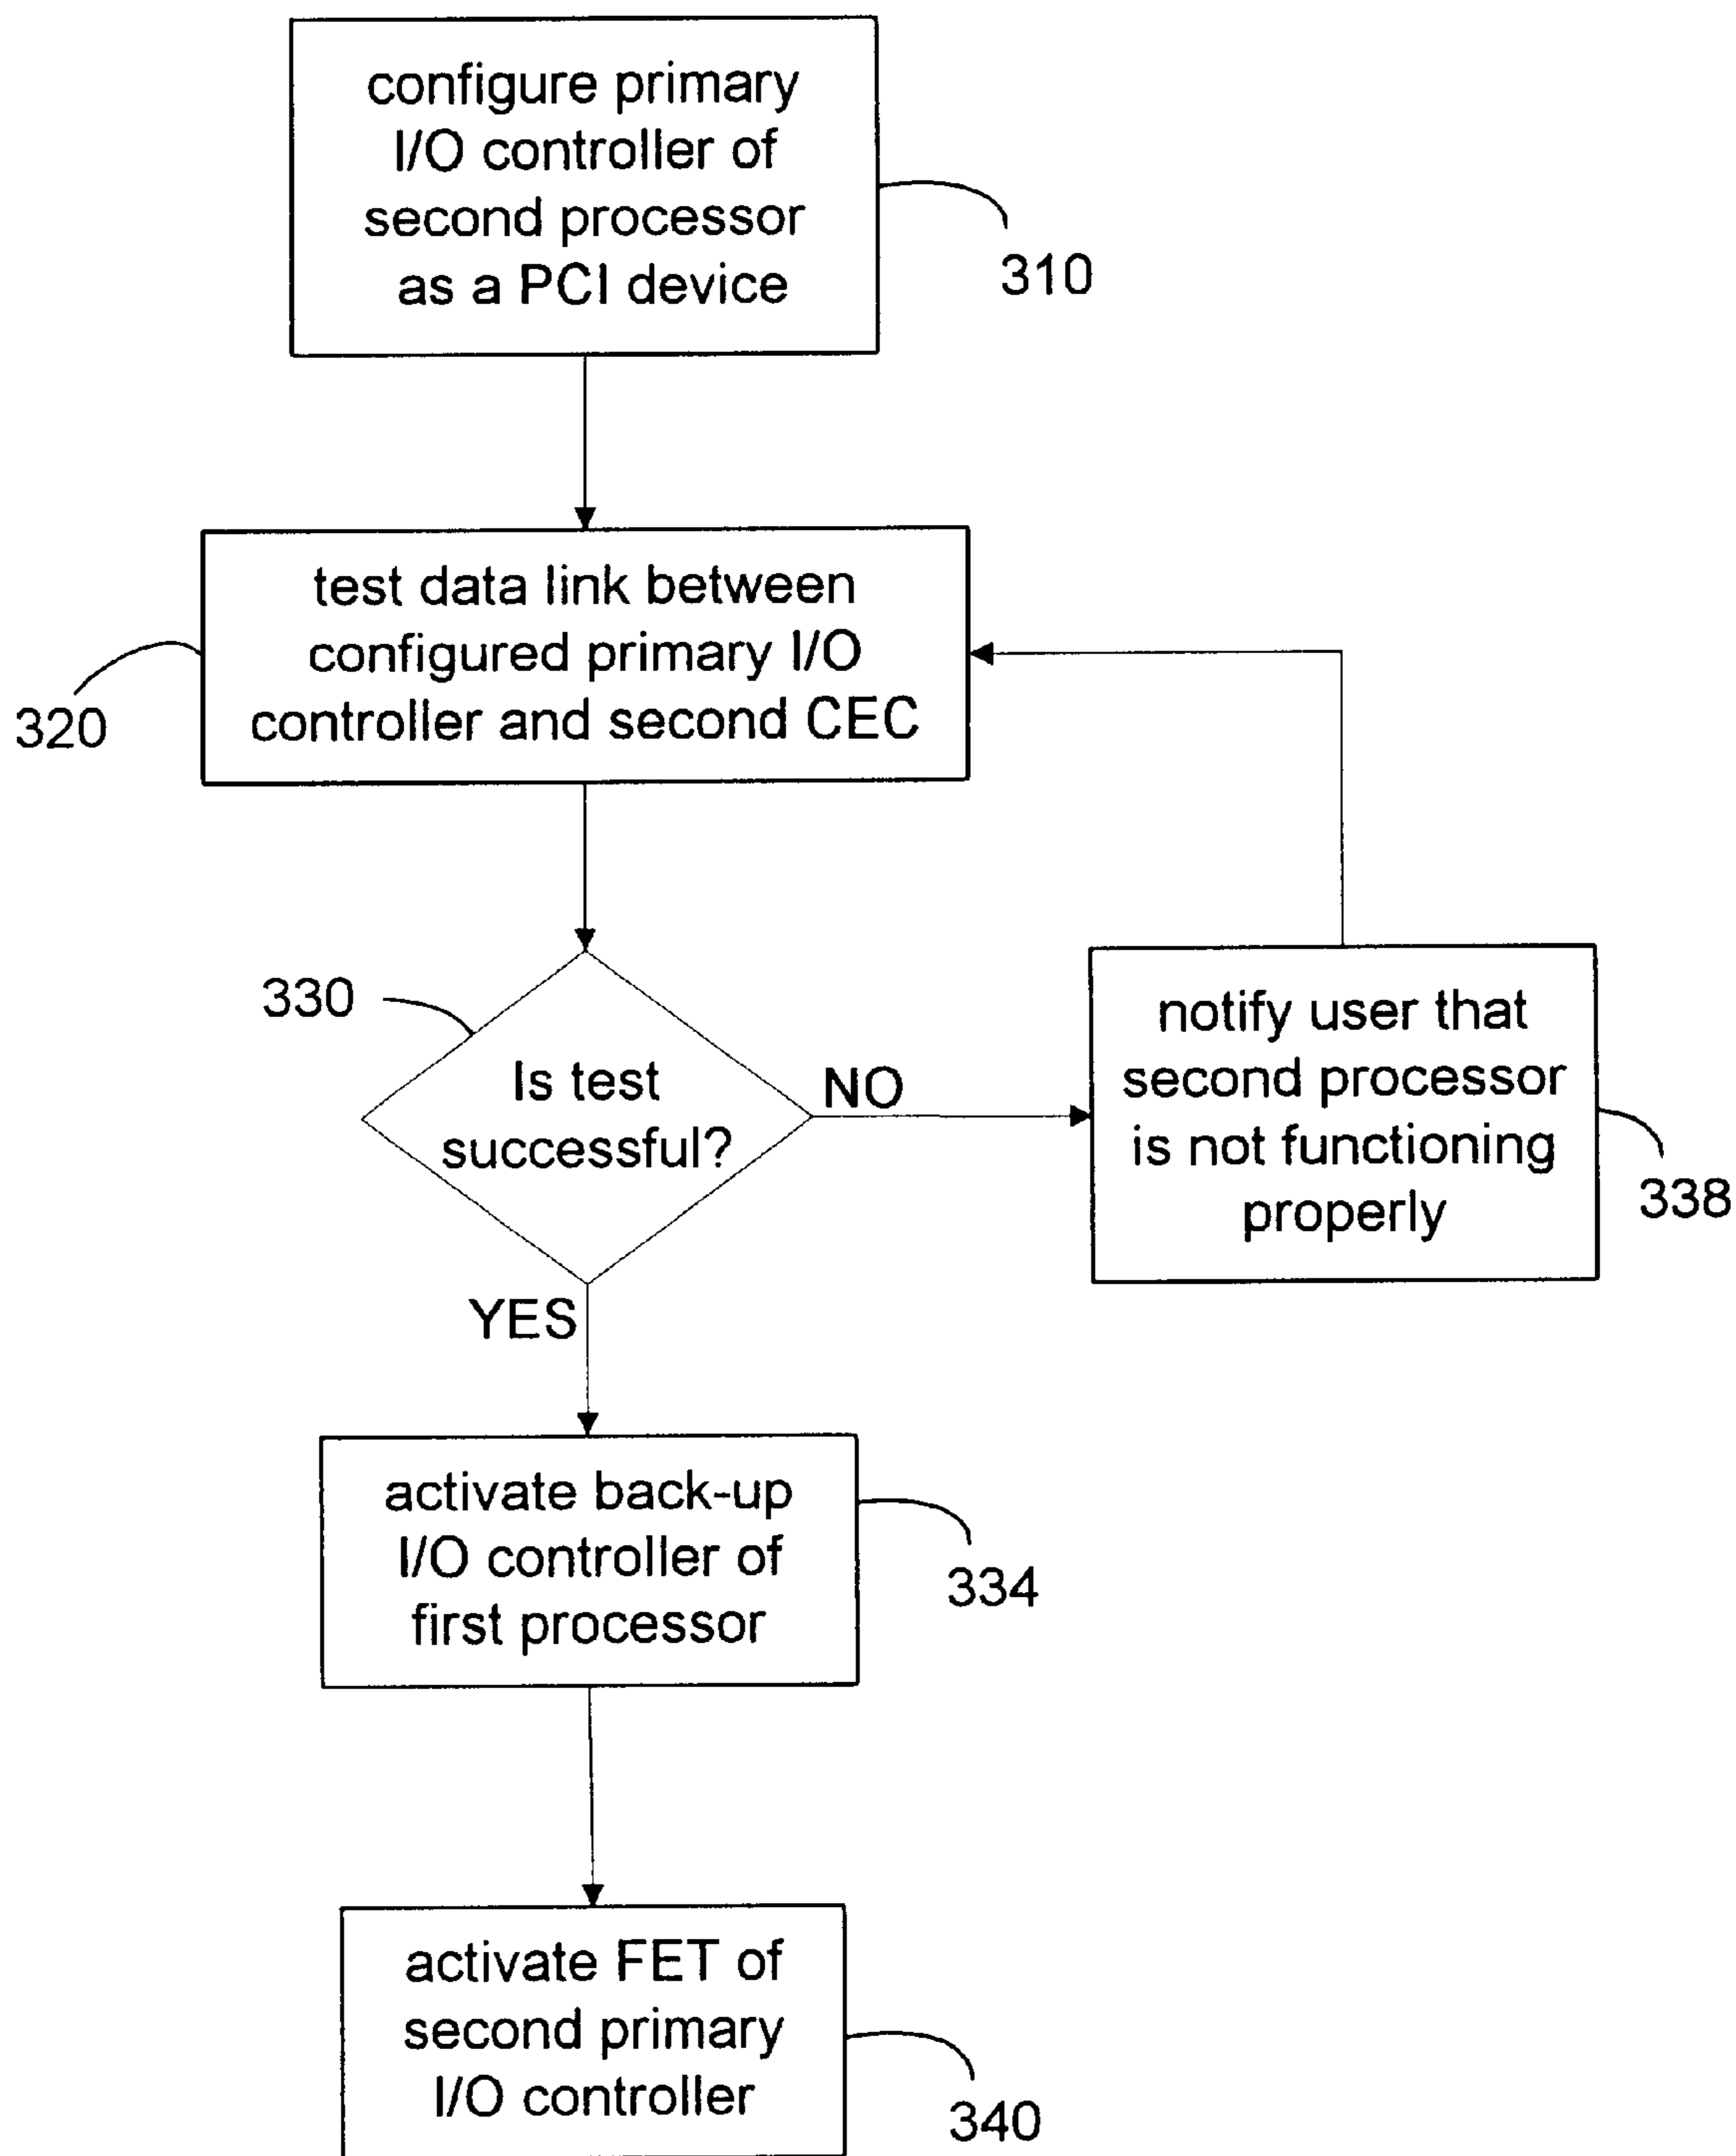 configure primary
I/O controller of
second processor
as a PCI device
310
test data link between
configured primary I/O
controller and second CEC
320
330
Is test
successful?
NO
notify user that
second processor
is not functioning
properly
338
YES
activate back-up
I/O controller of
first processor
334
activate FET of
second primary
I/O controller
340